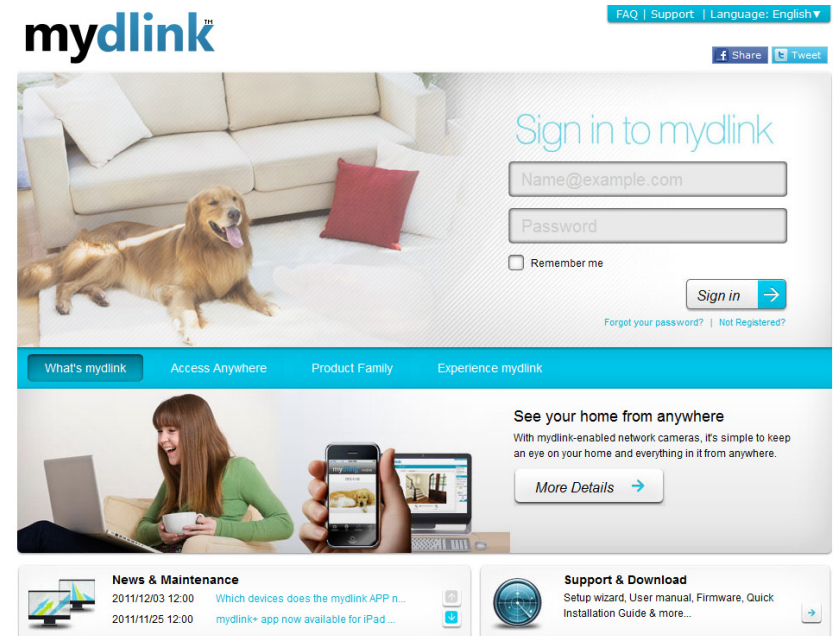 mydlink™
FAQ | Support | Language: English▼
Share
Tweet
Sign in to mydlink
Name@example.com
Password
Remember me
Sign in
Forgot your password? | Not Registered?
What's mydlink
Access Anywhere
Product Family
Experience mydlink
See your home from anywhere
With mydlink-enabled network cameras, it's simple to keep
an eye on your home and everything in it from anywhere.
More Details
mydlink
News & Maintenance
2011/12/03 12:00 Which devices does the mydlink APP n...
2011/11/25 12:00 mydlink+ app now available for iPad ...
Support & Download
Setup wizard, User manual, Firmware, Quick
Installation Guide & more...